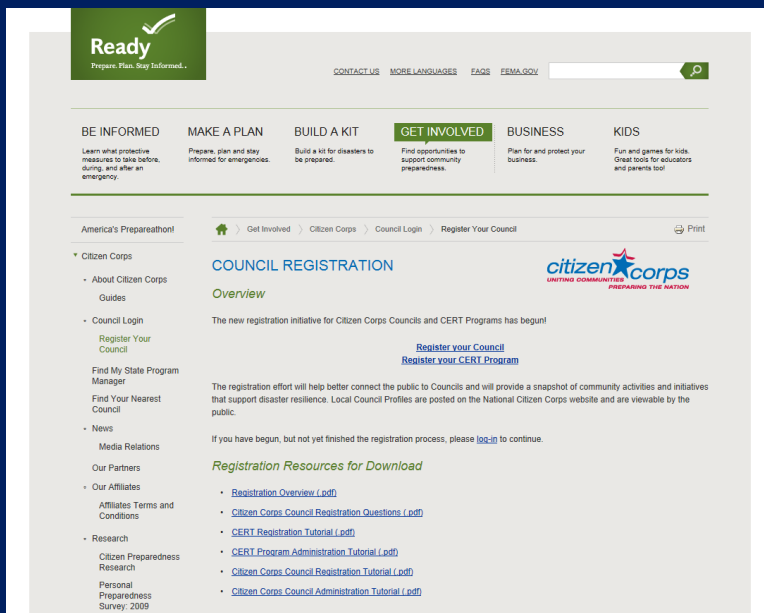 Ready
Prepare. Plan. Stay Informed.
CONTACT US MORE LANGUAGES FAQS FEMA.GOV
BE INFORMED
Learn what protective
measures to take before,
during, and after an
emergency.
MAKE A PLAN
Prepare, plan and stay
informed for emergencies.
BUILD A KIT
Build a kit for disasters to
be prepared.
GET INVOLVED
Find opportunities to
support community
preparedness.
BUSINESS
Plan for and protect your
business.
KIDS
Fun and games for kids.
Great tools for educators
and parents too!
America's Prepareathon!
Citizen Corps
About Citizen Corps
Guides
Council Login
Register Your
Council
Find My State Program
Manager
Find Your Nearest
Council
News
Media Relations
Our Partners
Our Affiliates
Affiliates Terms and
Conditions
Research
Citizen Preparedness
Research
Personal
Preparedness
Survey: 2009
Get Involved Citizen Corps Council Login Register Your Council
Print
COUNCIL REGISTRATION
citizen corps
UNITING COMMUNITIES
PREPARING THE NATION
Overview
The new registration initiative for Citizen Corps Councils and CERT Programs has begun!
Register your Council
Register your CERT Program
The registration effort will help better connect the public to Councils and will provide a snapshot of community activities and initiatives
that support disaster resilience. Local Council Profiles are posted on the National Citizen Corps website and are viewable by the
public.
If you have begun, but not yet finished the registration process, please log-in to continue.
Registration Resources for Download
• Registration Overview (.pdf)
• Citizen Corps Council Registration Questions (.pdf)
• CERT Registration Tutorial (.pdf)
• CERT Program Administration Tutorial (.pdf)
• Citizen Corps Council Registration Tutorial (.pdf)
• Citizen Corps Council Administration Tutorial (.pdf)